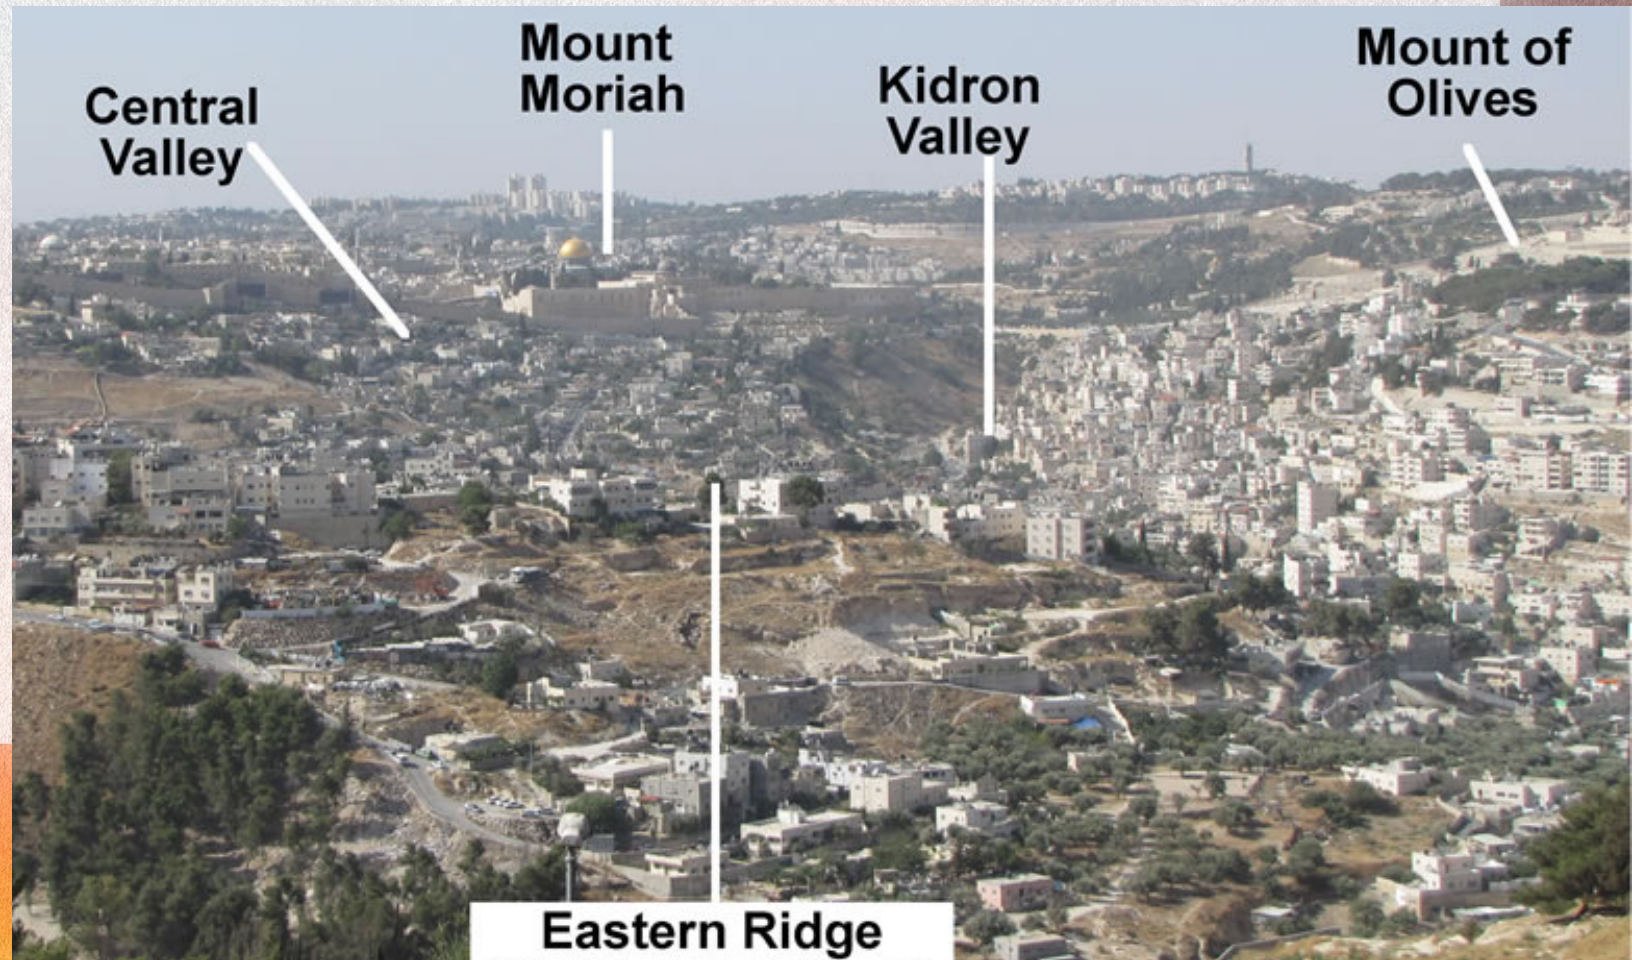 Central
Valley
Mount
Moriah
Kidron
Valley
Mount of
Olives
Eastern Ridge